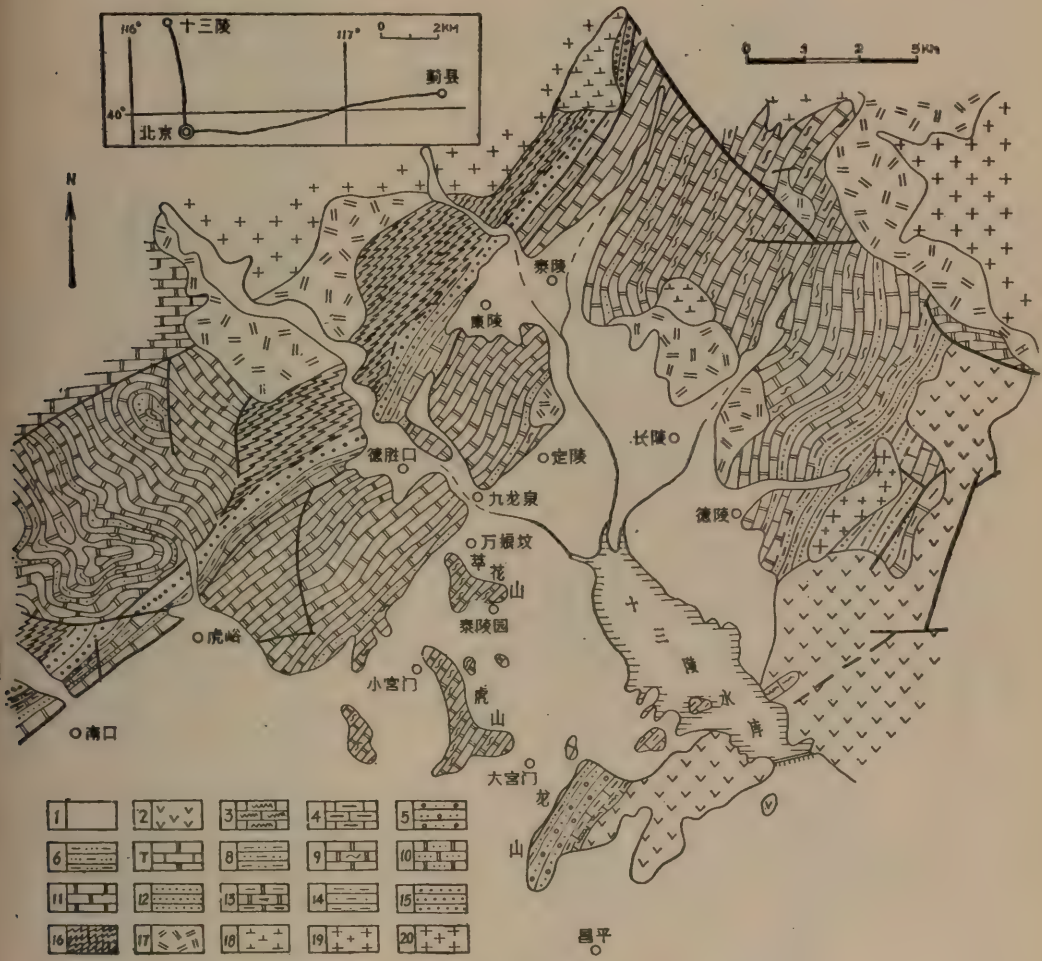 116°
十三陵
117°
0 2KM
蓟县
40°
北京
0 1 2 5KM
N
泰陵
康陵
长陵
定陵
德胜口
九龙泉
德陵
万娘坟
萃花山
泰陵园
虎峪
小宫门
虎山
十三陵水库
南口
大宫门
龙山
昌平
1 2 3 4 5
6 7 8 9 10
11 12 13 14 15
16 17 18 19 20